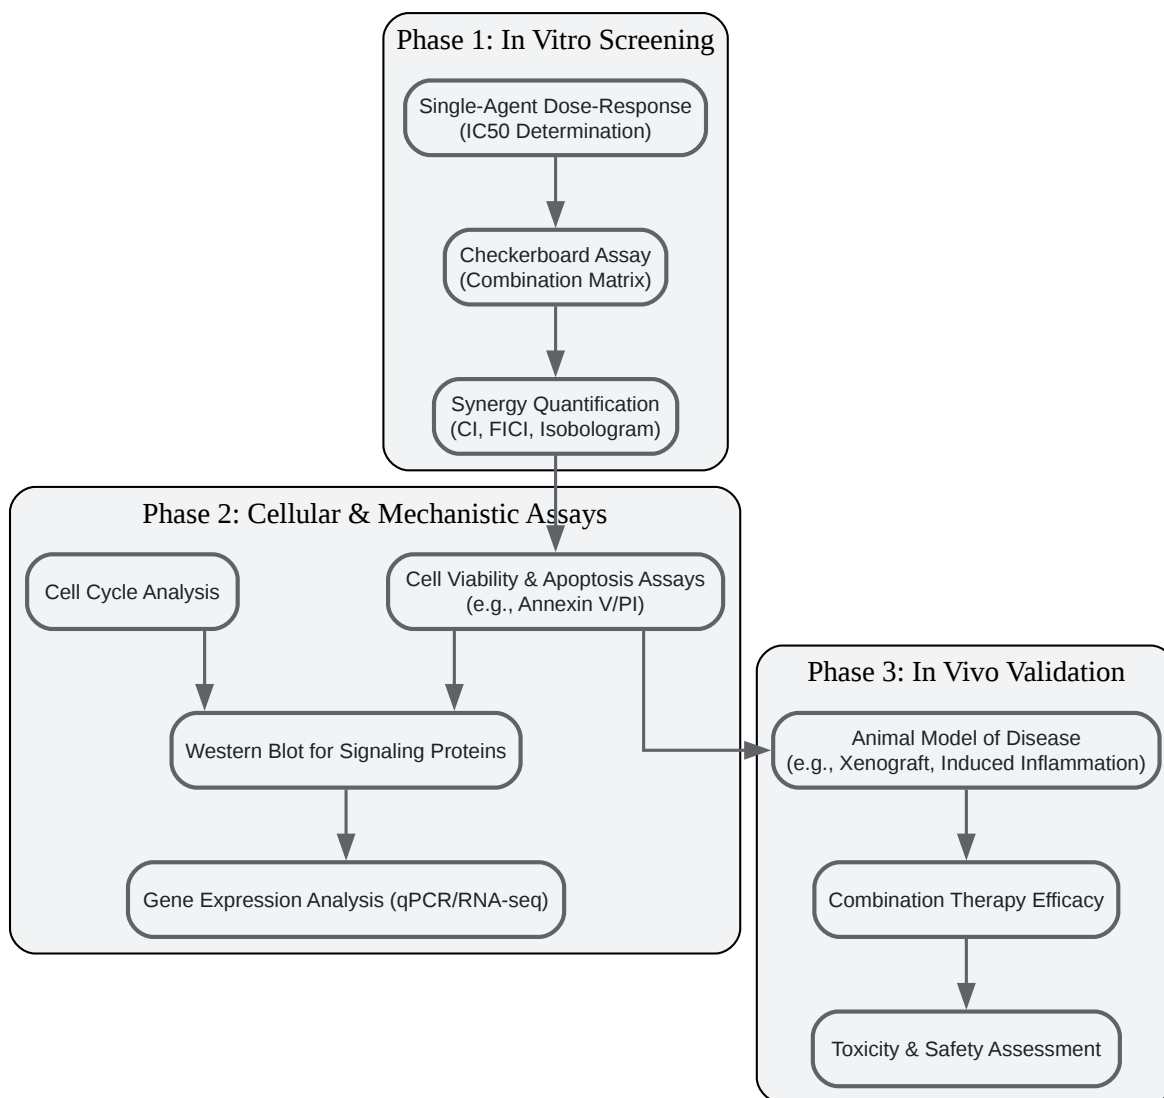 Phase 1: In Vitro Screening
Single-Agent Dose-Response
(IC50 Determination)
Checkerboard Assay
(Combination Matrix)
Synergy Quantification
(CI, FICI, Isobologram)
Phase 2: Cellular & Mechanistic Assays
Cell Cycle Analysis
Cell Viability & Apoptosis Assays
(e.g., Annexin V/PI)
Western Blot for Signaling Proteins
Gene Expression Analysis (qPCR/RNA-seq)
Phase 3: In Vivo Validation
Animal Model of Disease
(e.g., Xenograft, Induced Inflammation)
Combination Therapy Efficacy
Toxicity & Safety Assessment